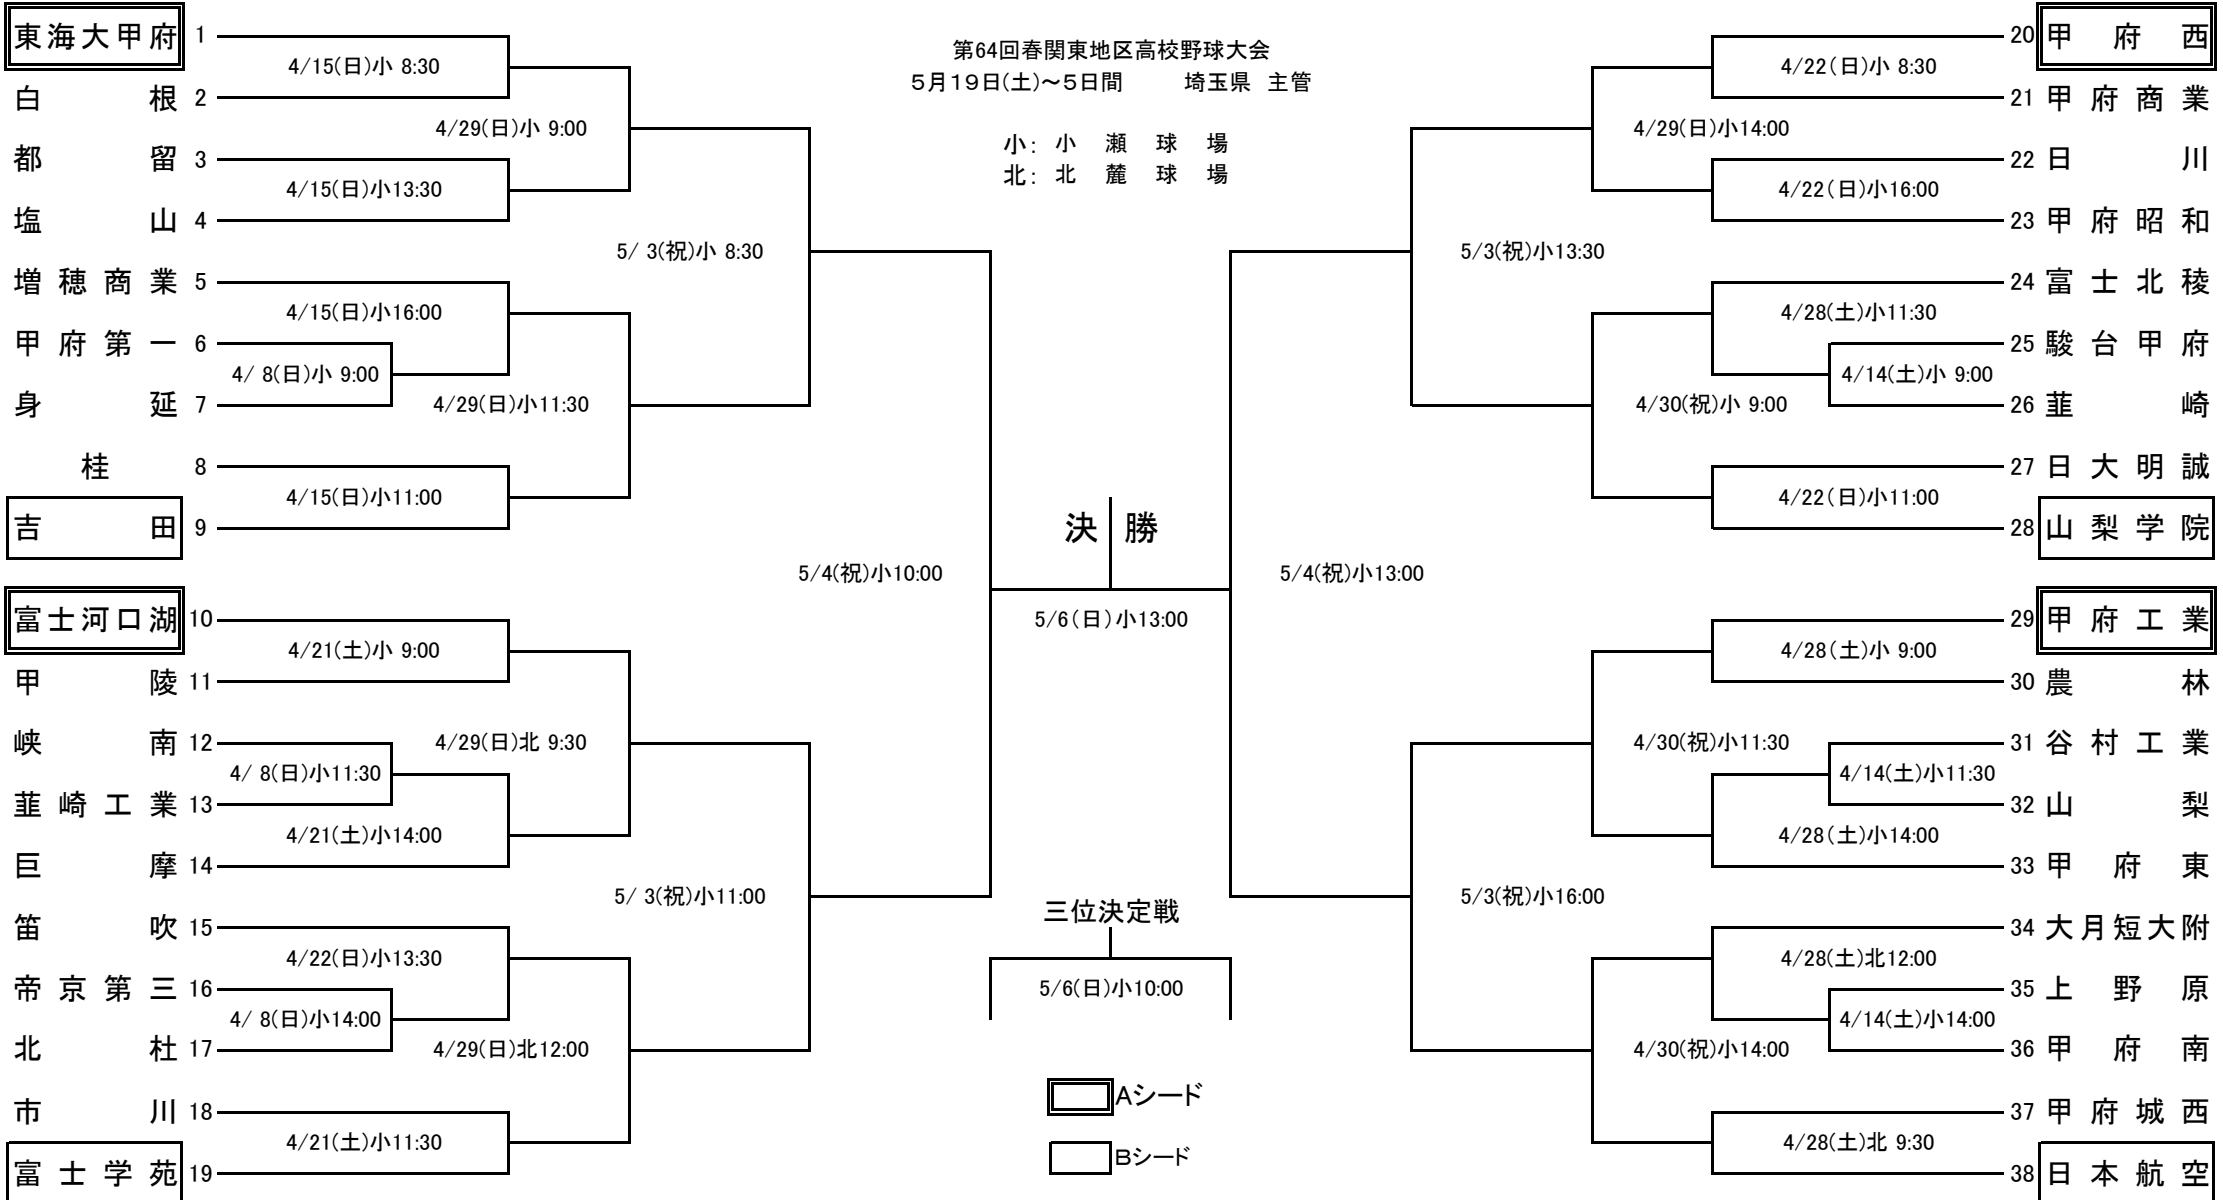 第64回春関東地区高校野球大会
５月１９日(土)～５日間　埼玉県　主管
小：小瀬球場
北：北麓球場
東海大甲府 1
4/15(日)小 8:30
白根 2
4/29(日)小 9:00
都留 3
4/15(日)小13:30
塩山 4
5/ 3(祝)小 8:30
増穂商業 5
4/15(日)小16:00
甲府第一 6
4/ 8(日)小 9:00
身延 7
4/29(日)小11:30
桂 8
4/15(日)小11:00
吉田 9
5/4(祝)小10:00
富士河口湖 10
4/21(土)小 9:00
甲陵 11
峡南 12
4/29(日)北 9:30
4/ 8(日)小11:30
韮崎工業 13
4/21(土)小14:00
巨摩 14
5/ 3(祝)小11:00
笛吹 15
4/22(日)小13:30
帝京第三 16
4/ 8(日)小14:00
北杜 17
4/29(日)北12:00
市川 18
4/21(土)小11:30
富士学苑 19
決勝
5/6(日)小13:00
三位決定戦
5/6(日)小10:00
Aシード
Bシード
20 甲府西
4/22(日)小 8:30
21 甲府商業
4/29(日)小14:00
22 日川
4/22(日)小16:00
23 甲府昭和
5/3(祝)小13:30
24 富士北稜
4/28(土)小11:30
25 駿台甲府
4/14(土)小 9:00
26 韮崎
4/30(祝)小 9:00
27 日大明誠
4/22(日)小11:00
28 山梨学院
5/4(祝)小13:00
29 甲府工業
4/28(土)小 9:00
30 農林
4/30(祝)小11:30
31 谷村工業
4/14(土)小11:30
32 山梨
4/28(土)小14:00
33 甲府東
5/3(祝)小16:00
34 大月短大附
4/28(土)北12:00
35 上野原
4/14(土)小14:00
36 甲府南
4/30(祝)小14:00
37 甲府城西
4/28(土)北 9:30
38 日本航空